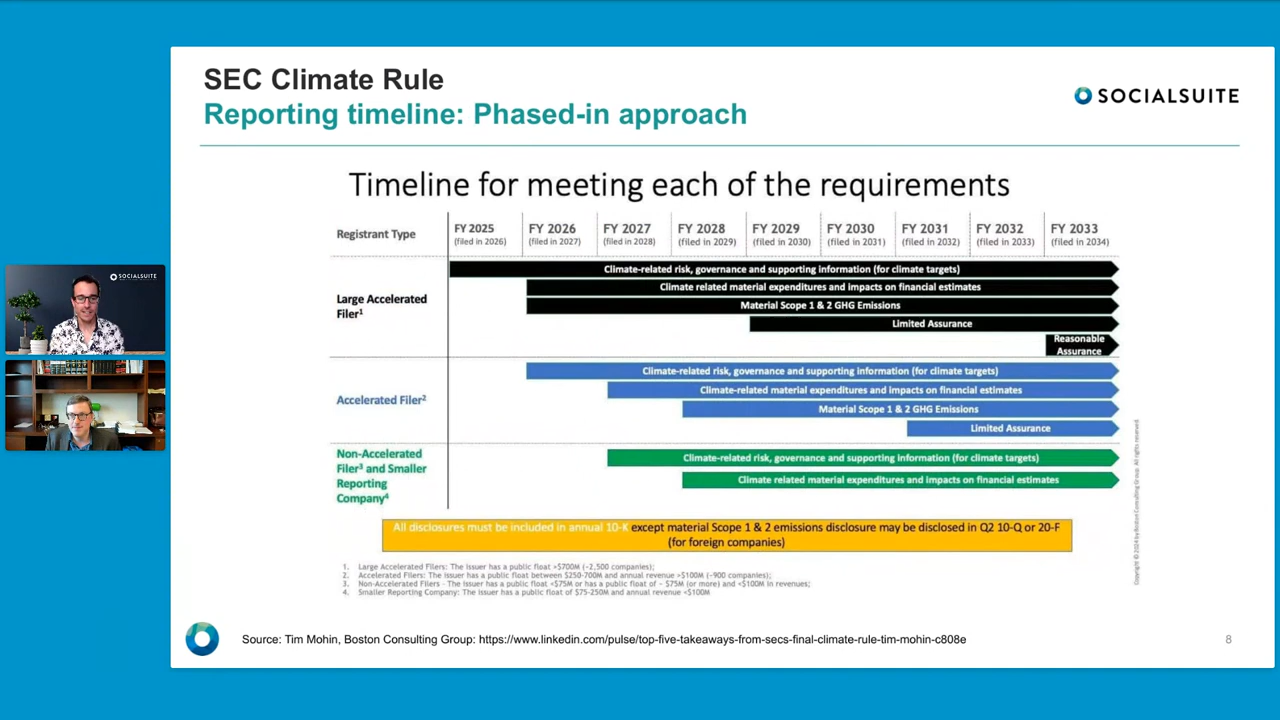 SEC Climate Rule
Reporting timeline: Phased-in approach
SOCIALSUITE
Timeline for meeting each of the requirements
Registrant Type
FY 2025 FY 2026 FY 2027 FY 2028 FY 2029 FY 2030 FY 2031 FY 2032 FY 2033
(filed in 2026) (filed in 2027) (filed in 2028) (filed in 2029) (filed in 2030) (filed in 2031) (filed in 2032) (filed in 2033) (filed in 2034)
Large Accelerated
Filer1
Climate-related risk, governance and supporting information (for climate targets)
Climate related material expenditures and impacts on financial estimates
Material Scope 1 & 2 GHG Emissions
Limited Assurance
Reasonable
Assurance
Accelerated Filer2
Climate-related risk, governance and supporting information (for climate targets)
Climate-related material expenditures and impacts on financial estimates
Material Scope 1 & 2 GHG Emissions
Limited Assurance
Non-Accelerated
Filer3 and Smaller
Reporting
Company4
Climate-related risk, governance and supporting information (for climate targets)
Climate related material expenditures and impacts on financial estimates
All disclosures must be included in annual 10-K except material Scope 1 & 2 emissions disclosure may be disclosed in Q2 10-Q or 20-F
(for foreign companies)
1. Large Accelerated Filers: The issuer has a public float >$700M (~2,500 companies);
2. Accelerated Filers: The issuer has a public float between $250-700M and annual revenue >$100M (~900 companies);
3. Non-Accelerated Filers - The issuer has a public float <$75M or has a public float of ~ $75M (or more) and <$100M in revenues;
4. Smaller Reporting Company: The issuer has a public float of $75-250M and annual revenue <$100M
Copyright © 2024 by Boston Consulting Group. All rights reserved.
Source: Tim Mohin, Boston Consulting Group: https://www.linkedin.com/pulse/top-five-takeaways-from-secs-final-climate-rule-tim-mohin-c808e
8
SOCIALSUITE